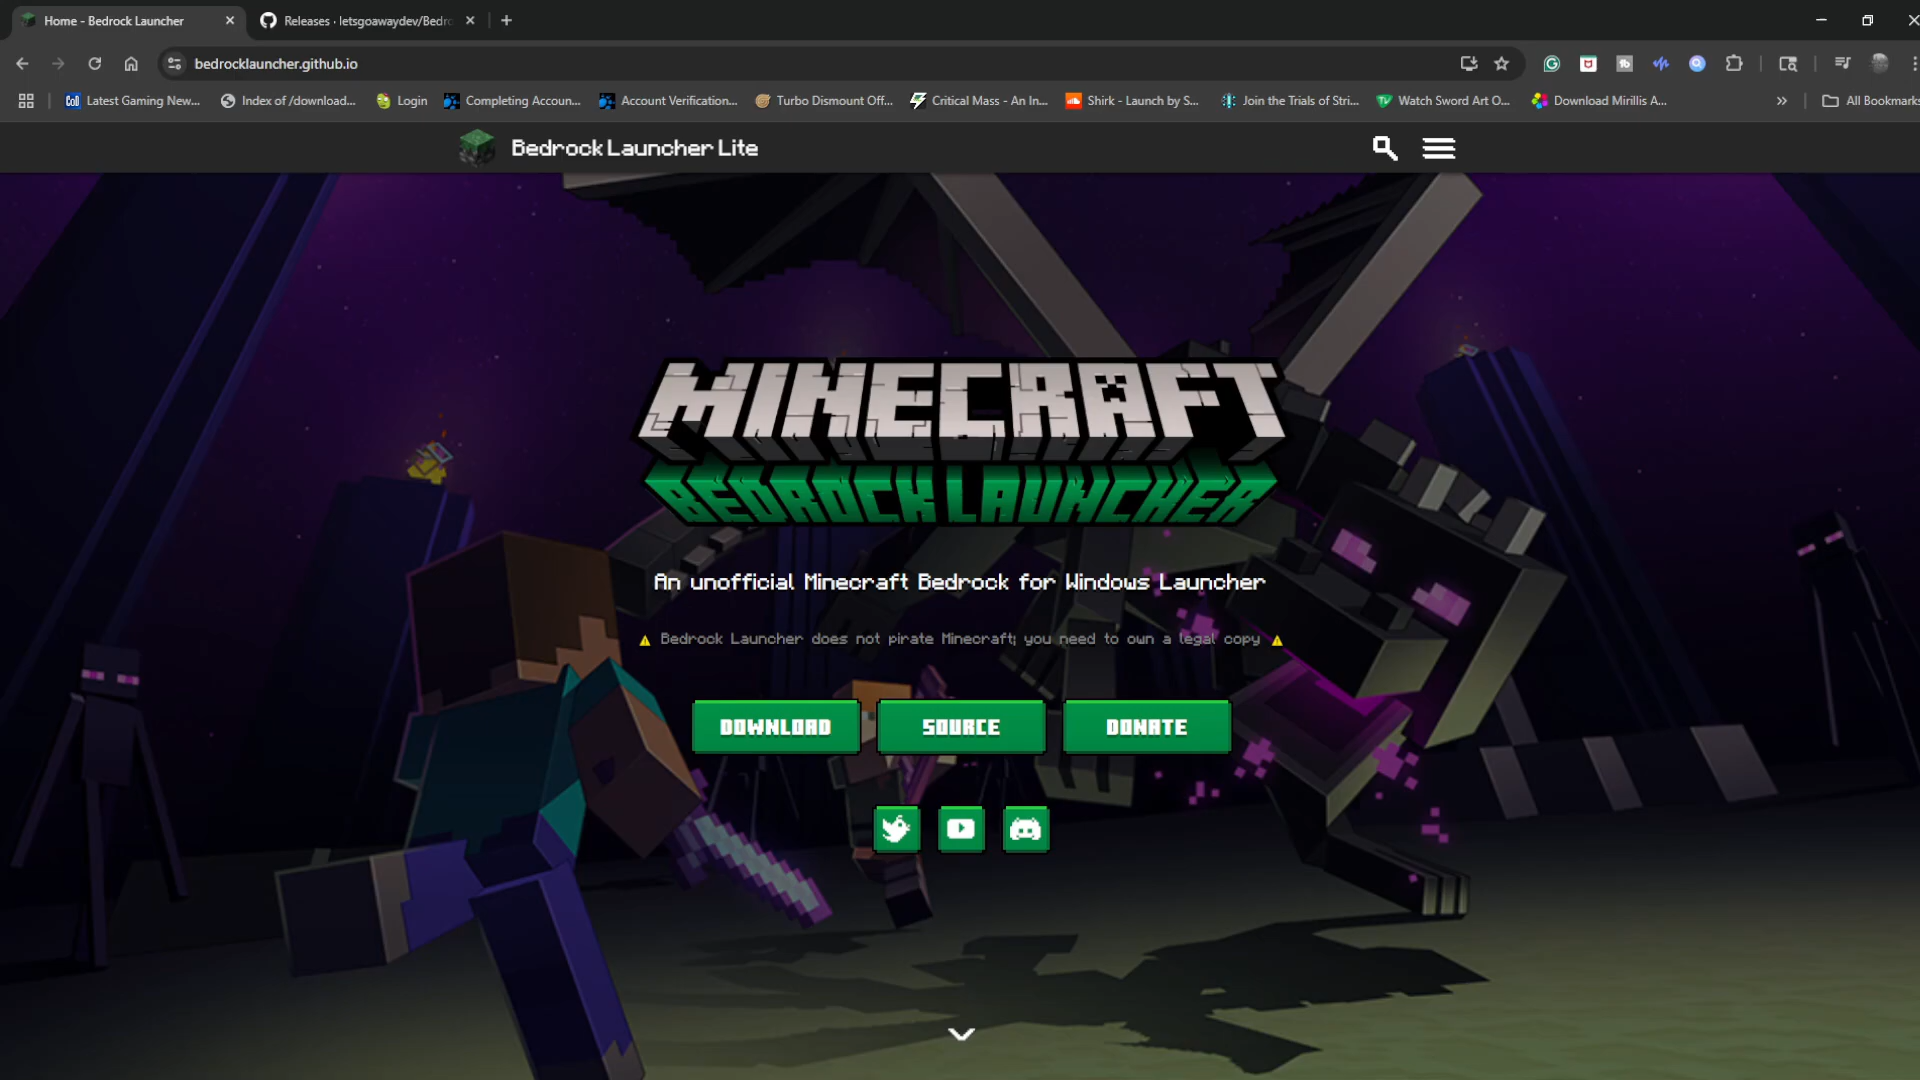 Home - Bedrock Launcher
Releases · letsgoawaydev/Bedro
bedrocklauncher.github.io
Latest Gaming New...
Index of /download...
Login
Completing Accoun...
Account Verification...
Turbo Dismount Off...
Critical Mass - An In...
Shirk - Launch by S...
Join the Trials of Stri...
Watch Sword Art O...
Download Mirillis A...
All Bookmarks
Bedrock Launcher Lite
MINECRAFT
BEDROCK LAUNCHER
An unofficial Minecraft Bedrock for Windows Launcher
Bedrock Launcher does not pirate Minecraft; you need to own a legal copy
DOWNLOAD
SOURCE
DONATE